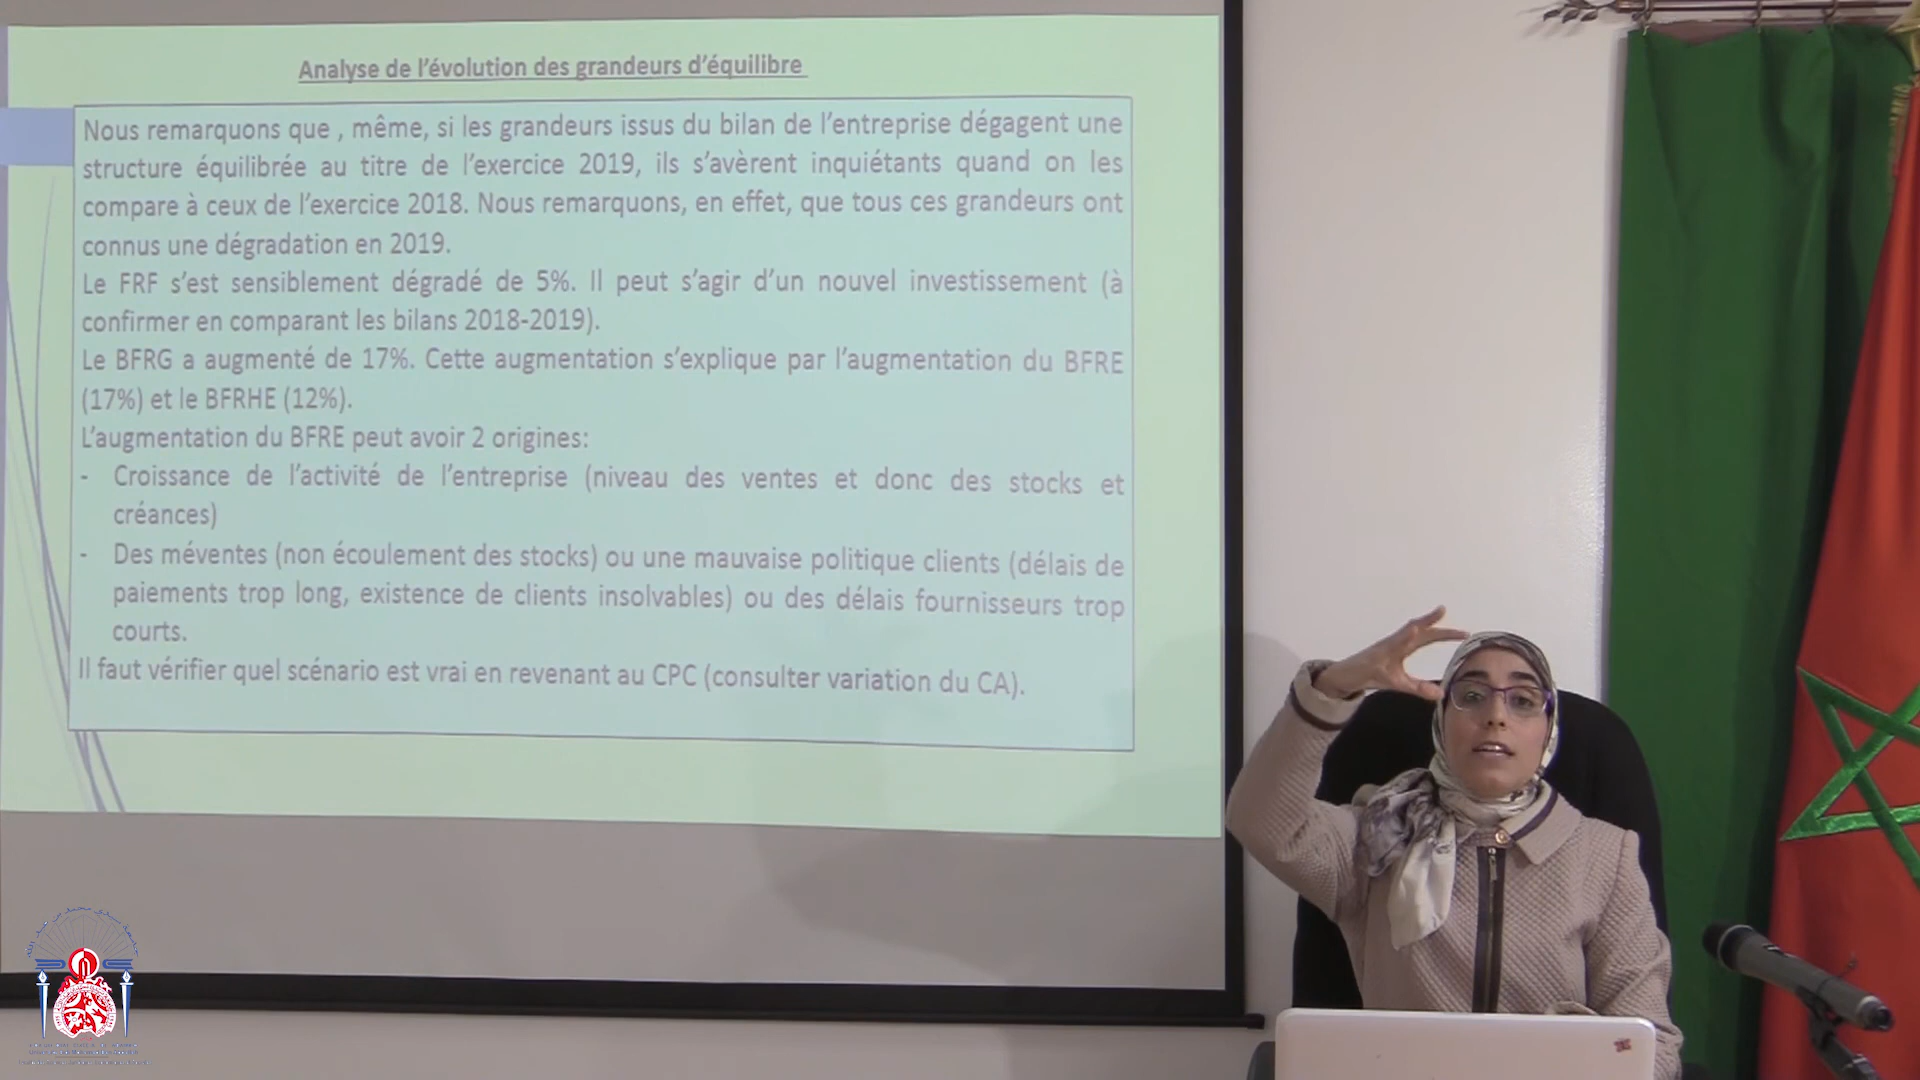 Analyse de l'évolution des grandeurs d'équilibre
Nous remarquons que , même, si les grandeurs issus du bilan de l'entreprise dégagent une
structure équilibrée au titre de l'exercice 2019, ils s'avèrent inquiétants quand on les
compare à ceux de l'exercice 2018. Nous remarquons, en effet, que tous ces grandeurs ont
connus une dégradation en 2019.
Le FRF s'est sensiblement dégradé de 5%. Il peut s'agir d'un nouvel investissement (à
confirmer en comparant les bilans 2018-2019).
Le BFRG a augmenté de 17%. Cette augmentation s'explique par l'augmentation du BFRE
(17%) et le BFRHE (12%).
L'augmentation du BFRE peut avoir 2 origines:
- Croissance de l'activité de l'entreprise (niveau des ventes et donc des stocks et
créances)
- Des méventes (non écoulement des stocks) ou une mauvaise politique clients (délais de
paiements trop long, existence de clients insolvables) ou des délais fournisseurs trop
courts.
Il faut vérifier quel scénario est vrai en revenant au CPC (consulter variation du CA).